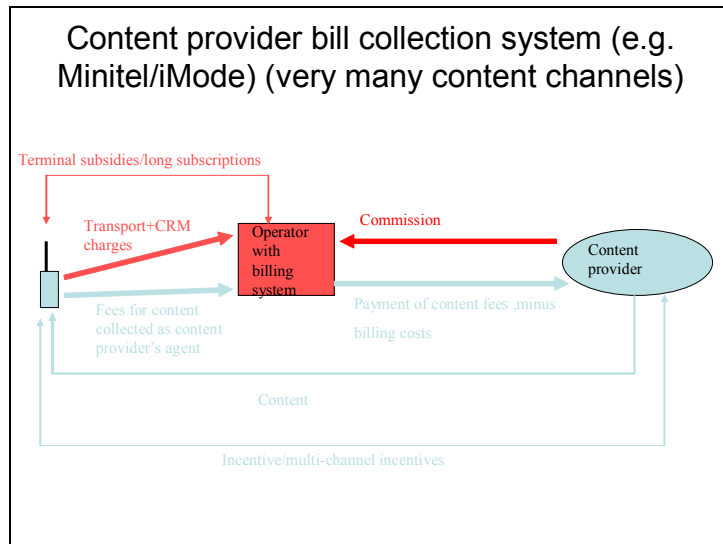 Content provider bill collection system (e.g.
Minitel/iMode) (very many content channels)
Terminal subsidies/long subscriptions
Transport+CRM
charges
Operator
with
billing
system
Commission
Content
provider
Fees for content
collected as content
provider's agent
Payment of content fees ,minus
billing costs
Content
Incentive/multi-channel incentives